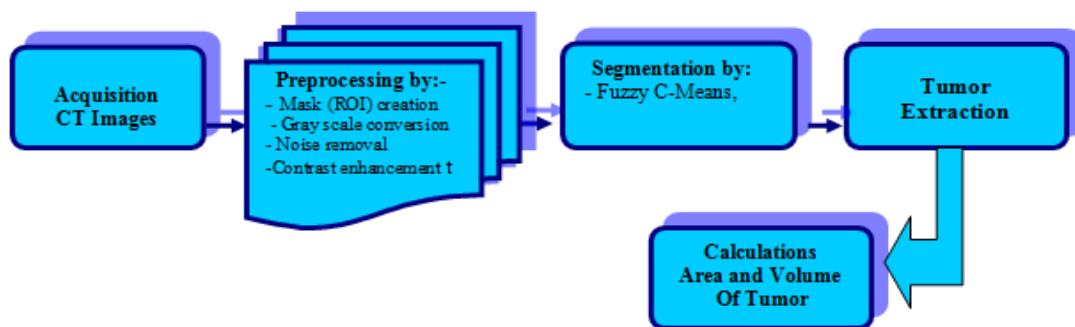 Acquisition
CT Images
Preprocessing by:-
- Mask (ROI) creation
- Gray scale conversion
- Noise removal
-Contrast enhancement t
Segmentation by:
- Fuzzy C-Means,
Tumor
Extraction
Calculations
Area and Volume
Of Tumor